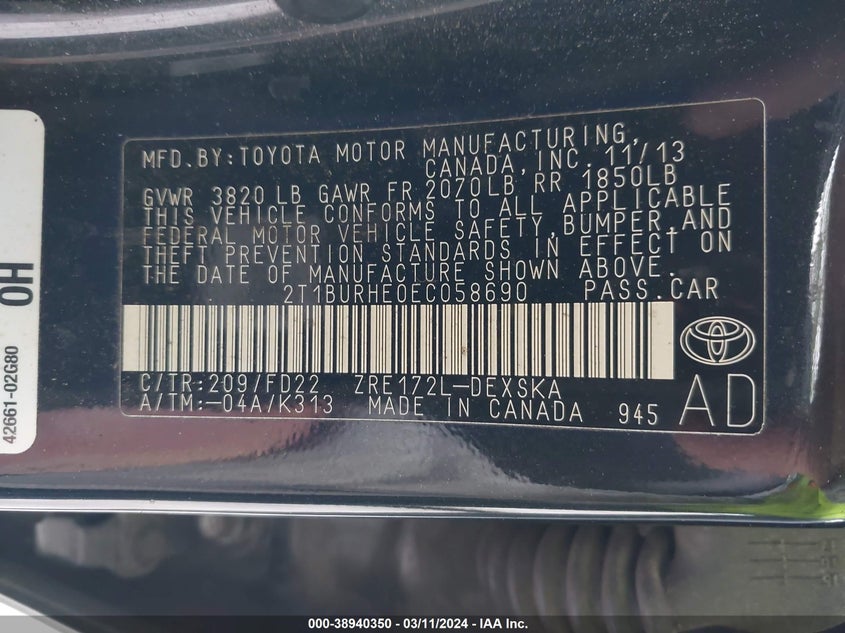 MFD.BY:TOYOTA MOTOR MANUFACTURING,
CANADA,INC. 11/13
GVWR 3820 LB GAWR FR 2070LB RR 1850LB
THIS VEHICLE CONFORMS TO ALL APPLICABLE
FEDERAL MOTOR VEHICLE SAFETY,BUMPER,AND
THEFT PREVENTION STANDARDS IN EFFECT ON
THE DATE OF MANUFACTURE SHOWN ABOVE.
2T1BURHE0EC058690 PASS.CAR
C/TR:209/FD22 ZRE172L-DEXSKA
A/TM:-04A/K313 MADE IN CANADA 945
AD
42661-02G80 0H
000-38940350 - 03/11/2024 - IAA Inc.